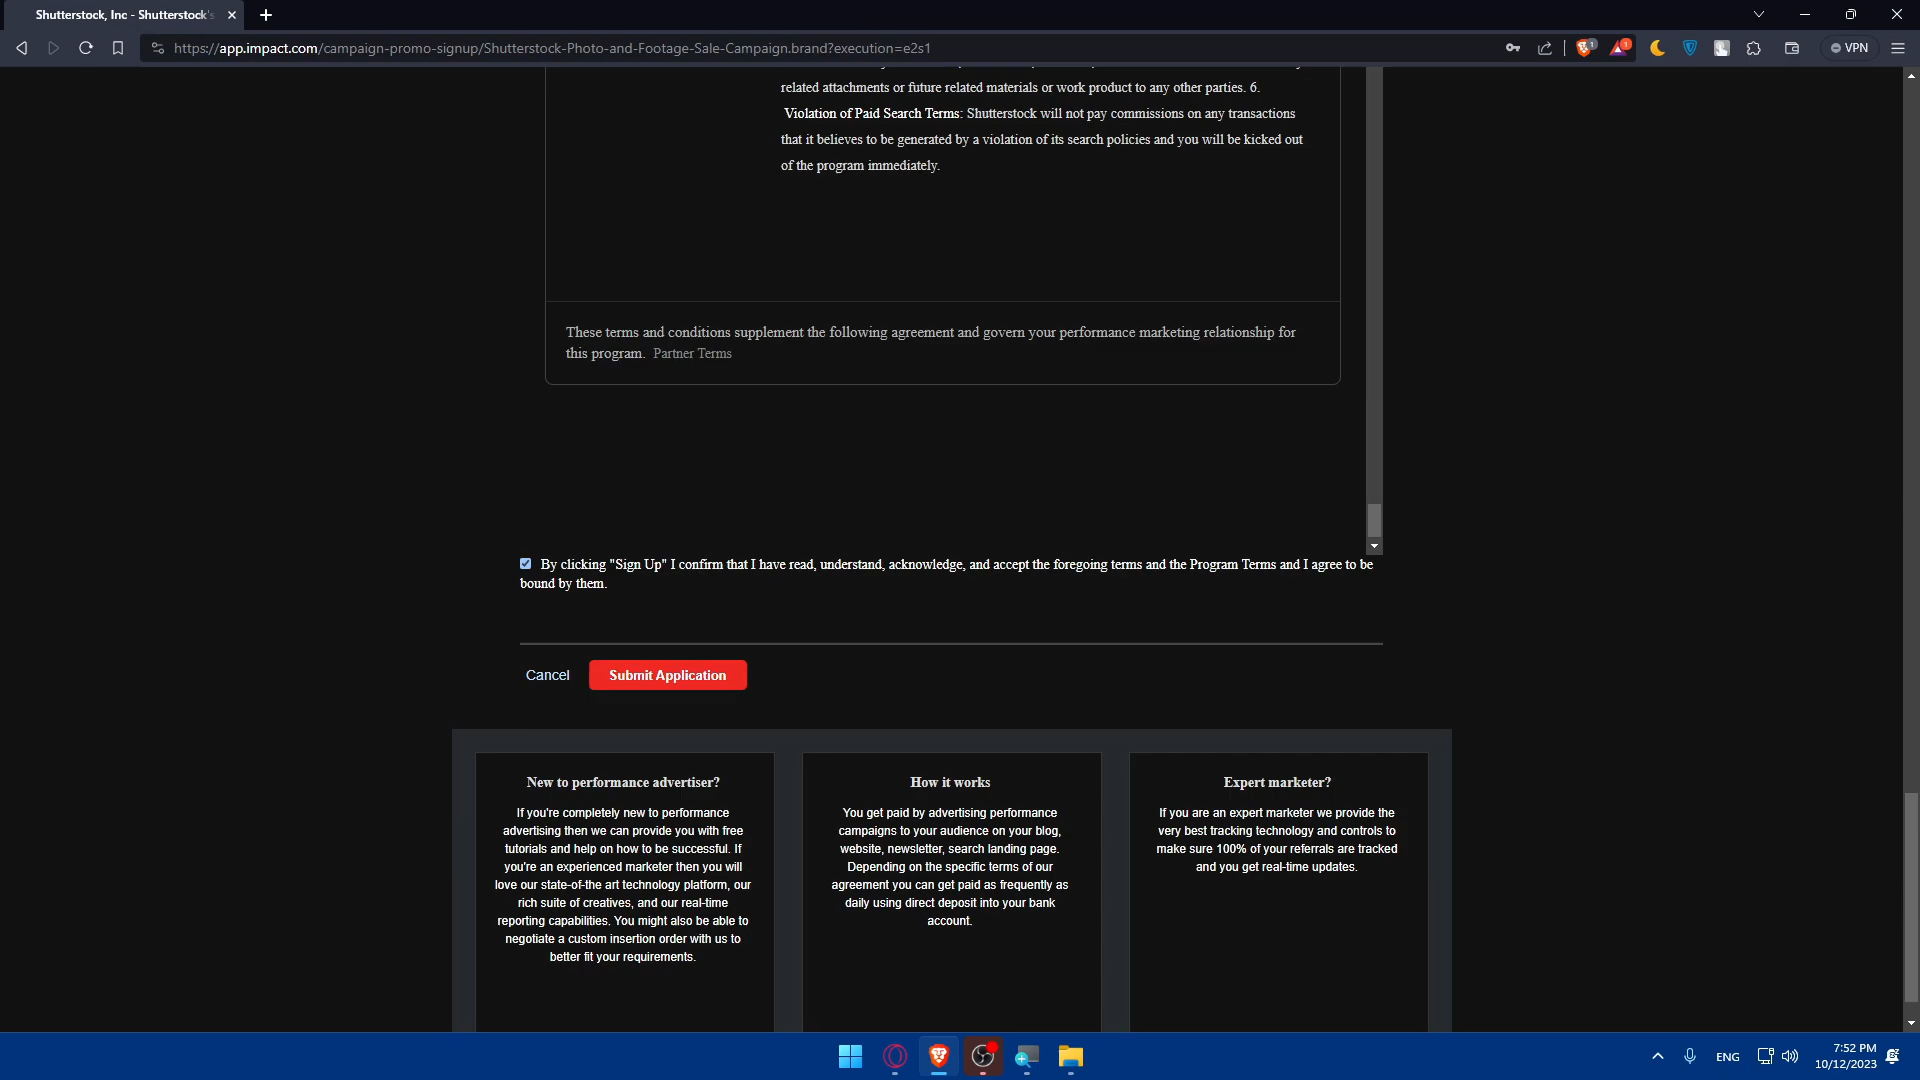 Shutterstock, Inc - Shutterstock's
https://app.impact.com/campaign-promo-signup/Shutterstock-Photo-and-Footage-Sale-Campaign.brand?execution=e2s1
1
1
VPN
related attachments or future related materials or work product to any other parties. 6.
Violation of Paid Search Terms: Shutterstock will not pay commissions on any transactions
that it believes to be generated by a violation of its search policies and you will be kicked out
of the program immediately.
These terms and conditions supplement the following agreement and govern your performance marketing relationship for
this program. Partner Terms
By clicking "Sign Up" I confirm that I have read, understand, acknowledge, and accept the foregoing terms and the Program Terms and I agree to be
bound by them.
Cancel
Submit Application
New to performance advertiser?
If you're completely new to performance
advertising then we can provide you with free
tutorials and help on how to be successful. If
you're an experienced marketer then you will
love our state-of-the art technology platform, our
rich suite of creatives, and our real-time
reporting capabilities. You might also be able to
negotiate a custom insertion order with us to
better fit your requirements.
How it works
You get paid by advertising performance
campaigns to your audience on your blog,
website, newsletter, search landing page.
Depending on the specific terms of our
agreement you can get paid as frequently as
daily using direct deposit into your bank
account.
Expert marketer?
If you are an expert marketer we provide the
very best tracking technology and controls to
make sure 100% of your referrals are tracked
and you get real-time updates.
ENG
7:52 PM
10/12/2023